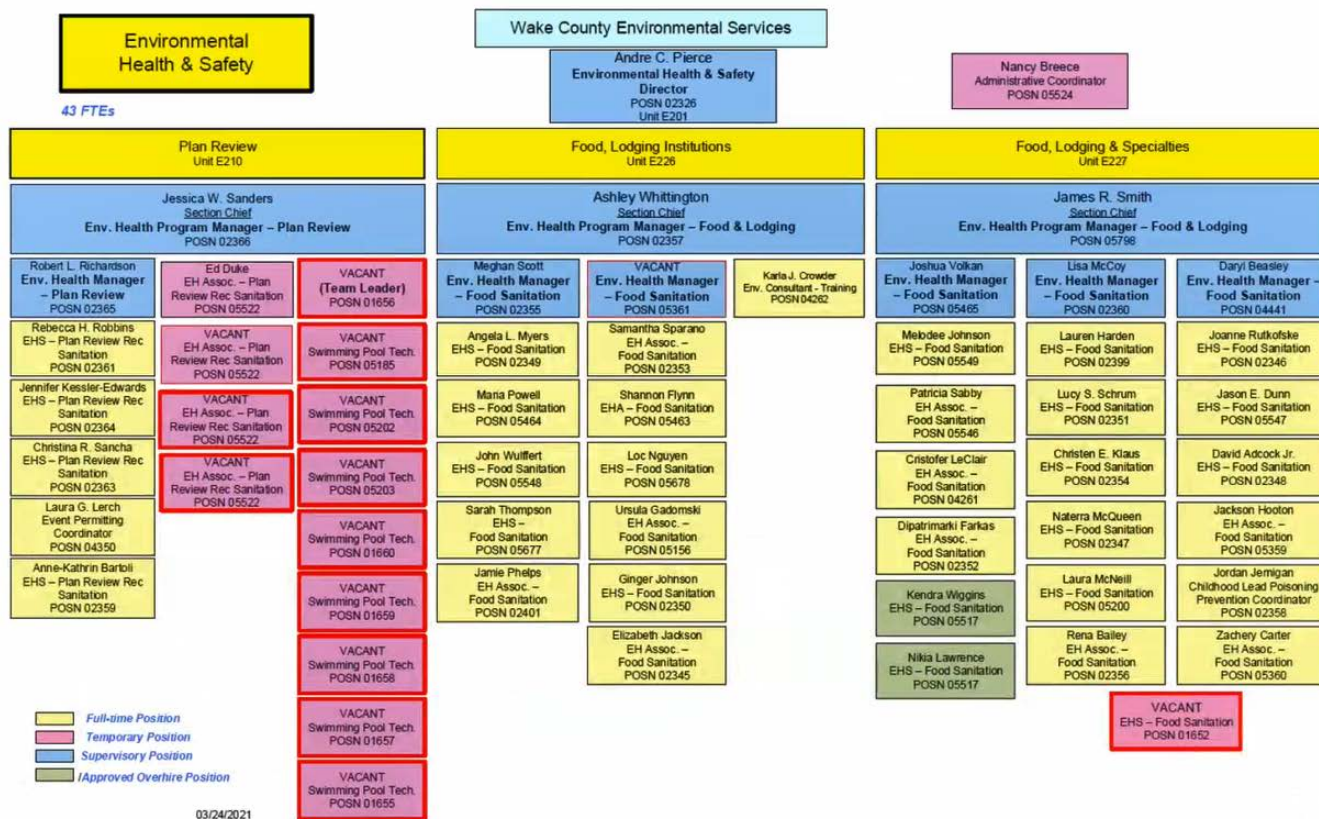 Environmental
Health & Safety
43 FTEs
Wake County Environmental Services
Andre C. Pierce
Environmental Health & Safety
Director
POSN 02326
Unit E201
Nancy Breece
Administrative Coordinator
POSN 05524
Plan Review
Unit E210
Jessica W. Sanders
Section Chief
Env. Health Program Manager – Plan Review
POSN 02366
Robert L. Richardson
Env. Health Manager
– Plan Review
POSN 02365
Rebecca H. Robbins
EHS – Plan Review Rec
Sanitation
POSN 02361
Jennifer Kessler-Edwards
EHS – Plan Review Rec
Sanitation
POSN 02364
Christina R. Sancha
EHS – Plan Review Rec
Sanitation
POSN 02363
Laura G. Lerch
Event Permitting
Coordinator
POSN 04350
Anne-Kathrin Bartoli
EHS – Plan Review Rec
Sanitation
POSN 02359
Ed Duke
EH Assoc. – Plan
Review Rec Sanitation
POSN 05522
VACANT
EH Assoc. – Plan
Review Rec Sanitation
POSN 05522
VACANT
EH Assoc. – Plan
Review Rec Sanitation
POSN 05522
VACANT
EH Assoc. – Plan
Review Rec Sanitation
POSN 05522
VACANT
(Team Leader)
POSN 01656
VACANT
Swimming Pool Tech.
POSN 05185
VACANT
Swimming Pool Tech.
POSN 05202
VACANT
Swimming Pool Tech.
POSN 05203
VACANT
Swimming Pool Tech.
POSN 01660
VACANT
Swimming Pool Tech.
POSN 01659
VACANT
Swimming Pool Tech.
POSN 01658
VACANT
Swimming Pool Tech.
POSN 01657
VACANT
Swimming Pool Tech.
POSN 01655
Food, Lodging Institutions
Unit E226
Ashley Whittington
Section Chief
Env. Health Program Manager – Food & Lodging
POSN 02357
Meghan Scott
Env. Health Manager
– Food Sanitation
POSN 02355
Angela L. Myers
EHS – Food Sanitation
POSN 02349
Maria Powell
EHS – Food Sanitation
POSN 05464
John Wulffert
EHS – Food Sanitation
POSN 05548
Sarah Thompson
EHS –
Food Sanitation
POSN 05677
Jamie Phelps
EH Assoc. –
Food Sanitation
POSN 02401
VACANT
Env. Health Manager
– Food Sanitation
POSN 05361
Samantha Sparano
EH Assoc. –
Food Sanitation
POSN 02353
Shannon Flynn
EHA – Food Sanitation
POSN 05463
Loc Nguyen
EHS – Food Sanitation
POSN 05678
Ursula Gadomski
EH Assoc. –
Food Sanitation
POSN 05156
Ginger Johnson
EHS – Food Sanitation
POSN 02350
Elizabeth Jackson
EH Assoc. –
Food Sanitation
POSN 02345
Karla J. Crowder
Env. Consultant - Training
POSN 04262
Food, Lodging & Specialties
Unit E227
James R. Smith
Section Chief
Env. Health Program Manager – Food & Lodging
POSN 05798
Joshua Volkan
Env. Health Manager
– Food Sanitation
POSN 05465
Melodee Johnson
EHS – Food Sanitation
POSN 05549
Patricia Sabby
EH Assoc. –
Food Sanitation
POSN 05546
Cristofer LeClair
EH Assoc. –
Food Sanitation
POSN 04261
Dipatrimarki Farkas
EH Assoc. –
Food Sanitation
POSN 02352
Kendra Wiggins
EHS – Food Sanitation
POSN 05517
Nikia Lawrence
EHS – Food Sanitation
POSN 05517
Lisa McCoy
Env. Health Manager
– Food Sanitation
POSN 02360
Lauren Harden
EHS – Food Sanitation
POSN 02399
Lucy S. Schrum
EHS – Food Sanitation
POSN 02351
Christen E. Klaus
EHS – Food Sanitation
POSN 02354
Naterra McQueen
EHS – Food Sanitation
POSN 02347
Laura McNeill
EHS – Food Sanitation
POSN 05200
Rena Bailey
EH Assoc. –
Food Sanitation
POSN 02356
Daryl Beasley
Env. Health Manager –
Food Sanitation
POSN 04441
Joanne Rutkofske
EHS – Food Sanitation
POSN 02346
Jason E. Dunn
EHS – Food Sanitation
POSN 05547
David Adcock Jr.
EHS – Food Sanitation
POSN 02348
Jackson Hooton
EH Assoc. –
Food Sanitation
POSN 05359
Jordan Jernigan
Childhood Lead Poisoning
Prevention Coordinator
POSN 02358
Zachery Carter
EH Assoc. –
Food Sanitation
POSN 05360
VACANT
EHS – Food Sanitation
POSN 01652
Full-time Position
Temporary Position
Supervisory Position
/Approved Overhire Position
03/24/2021